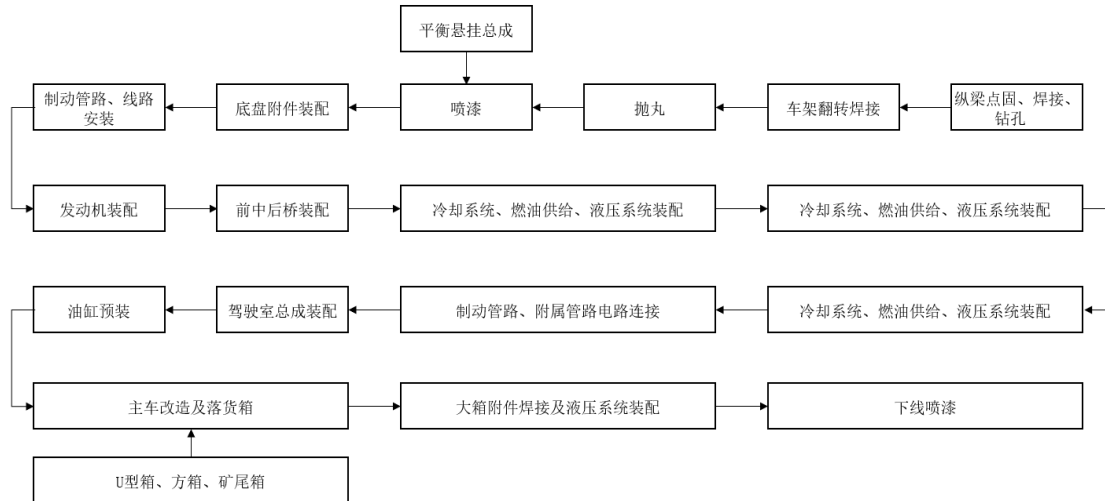 平衡悬挂总成
制动管路、线路
安装
底盘附件装配
喷漆
抛丸
车架翻转焊接
纵梁点固、焊接、
钻孔
发动机装配
前中后桥装配
冷却系统、燃油供给、液压系统装配
冷却系统、燃油供给、液压系统装配
油缸预装
驾驶室总成装配
制动管路、附属管路电路连接
冷却系统、燃油供给、液压系统装配
主车改造及落货箱
大箱附件焊接及液压系统装配
下线喷漆
U型箱、方箱、矿尾箱